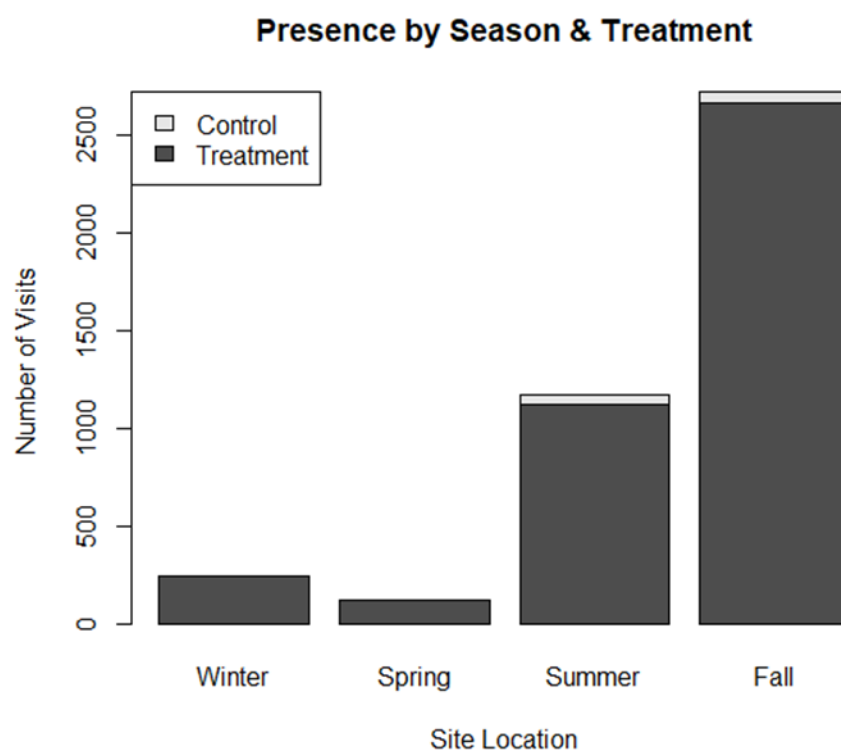 Presence by Season & Treatment
Control
Treatment
Number of Visits
2500
2000
1500
1000
500
0
Winter Spring Summer Fall
Site Location